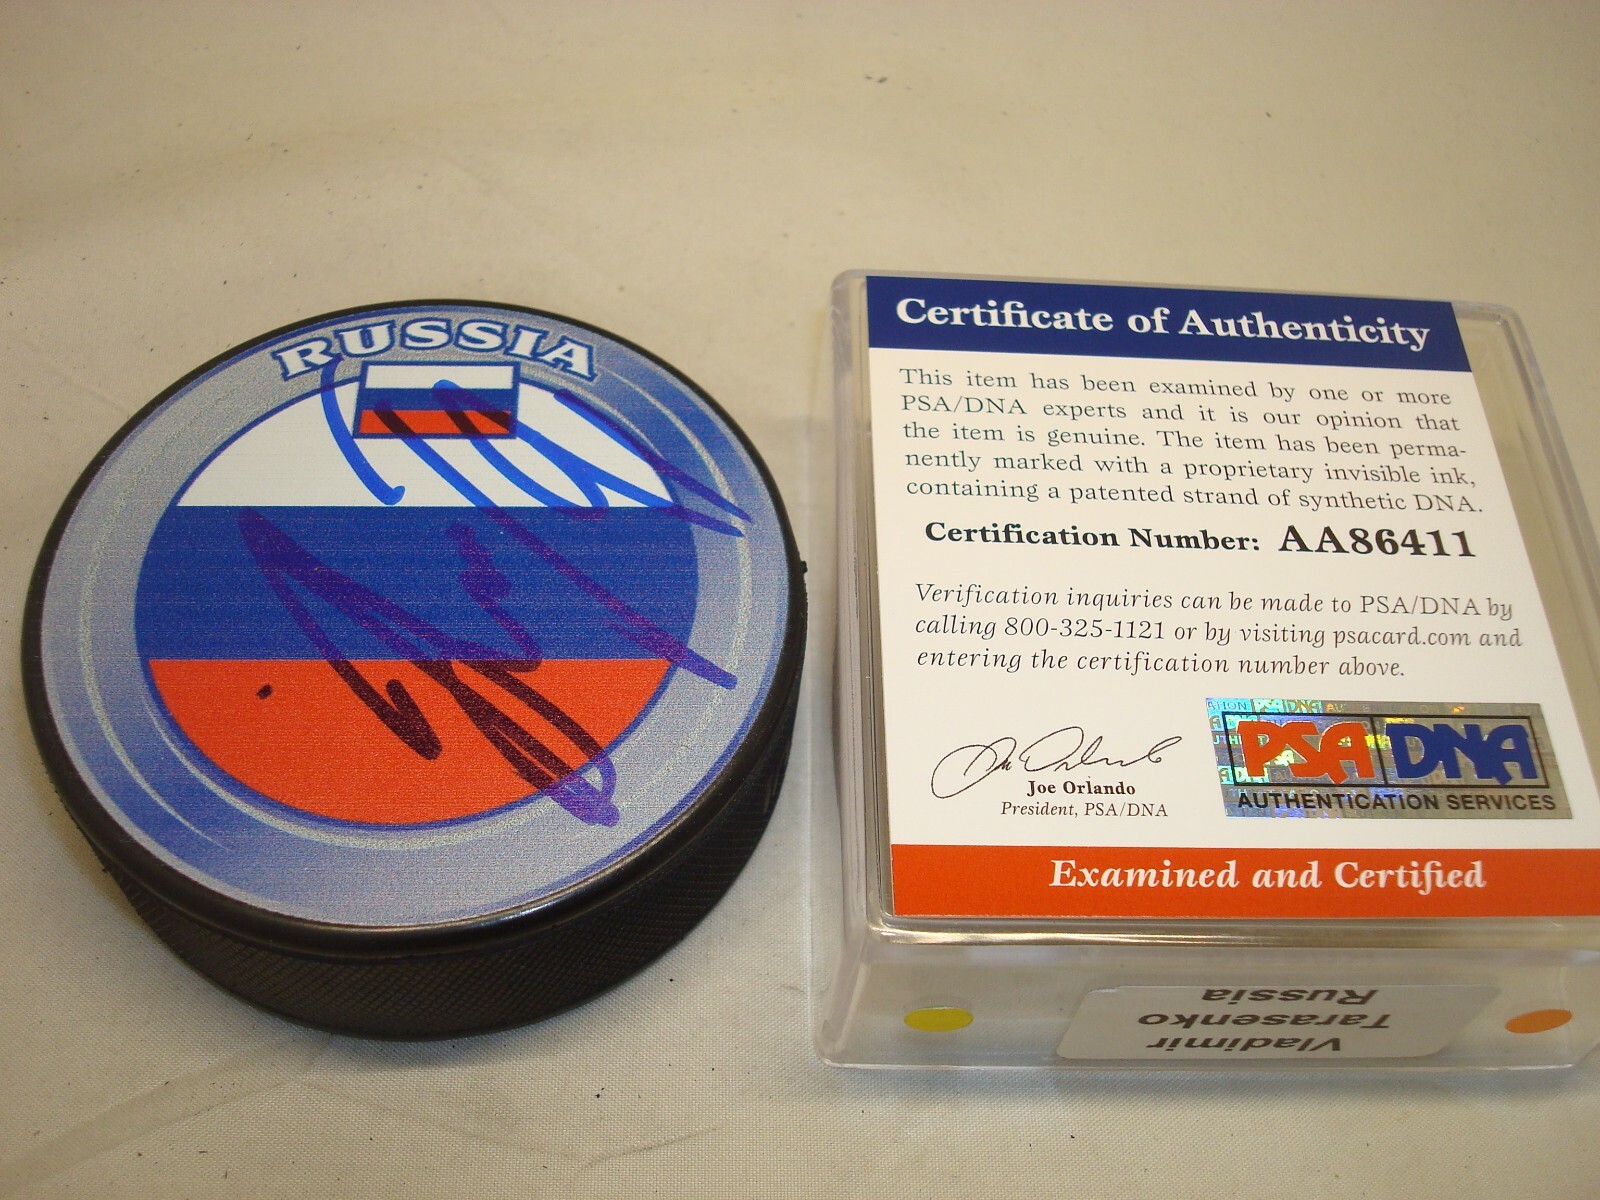 RUSSIA
Certificate of Authenticity
This item has been examined by one or more
PSA/DNA experts and it is our opinion that
the item is genuine. The item has been perma-
nently marked with a proprietary invisible ink,
containing a patented strand of synthetic DNA.
Certification Number: AA86411
Verification inquiries can be made to PSA/DNA by
calling 800-325-1121 or by visiting psacard.com and
entering the certification number above.
Joe Orlando
President, PSA/DNA
PSA DNA
AUTHENTICATION SERVICES
Examined and Certified
Vladimir
Tarasenko
Russia